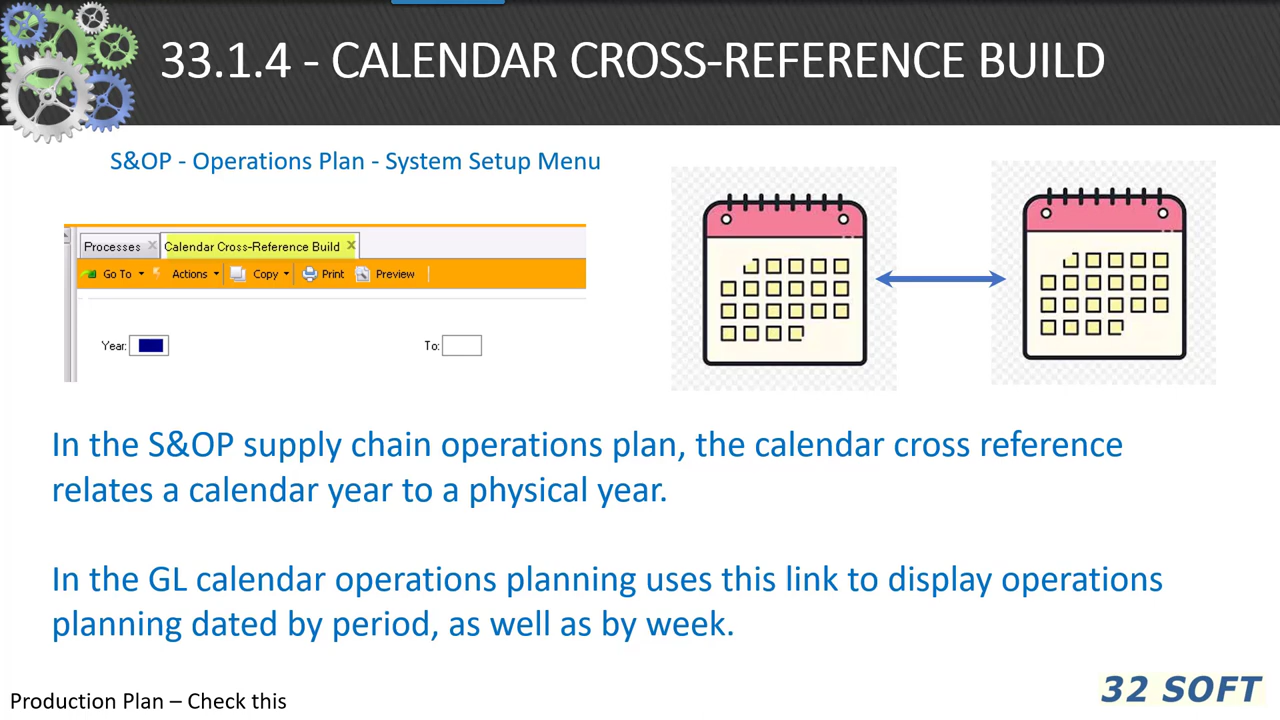 33.1.4 - CALENDAR CROSS-REFERENCE BUILD
S&OP - Operations Plan - System Setup Menu
Processes Calendar Cross-Reference Build
Go To Actions Copy Print Preview
Year: To:
In the S&OP supply chain operations plan, the calendar cross reference
relates a calendar year to a physical year.
In the GL calendar operations planning uses this link to display operations
planning dated by period, as well as by week.
Production Plan – Check this
32 SOFT